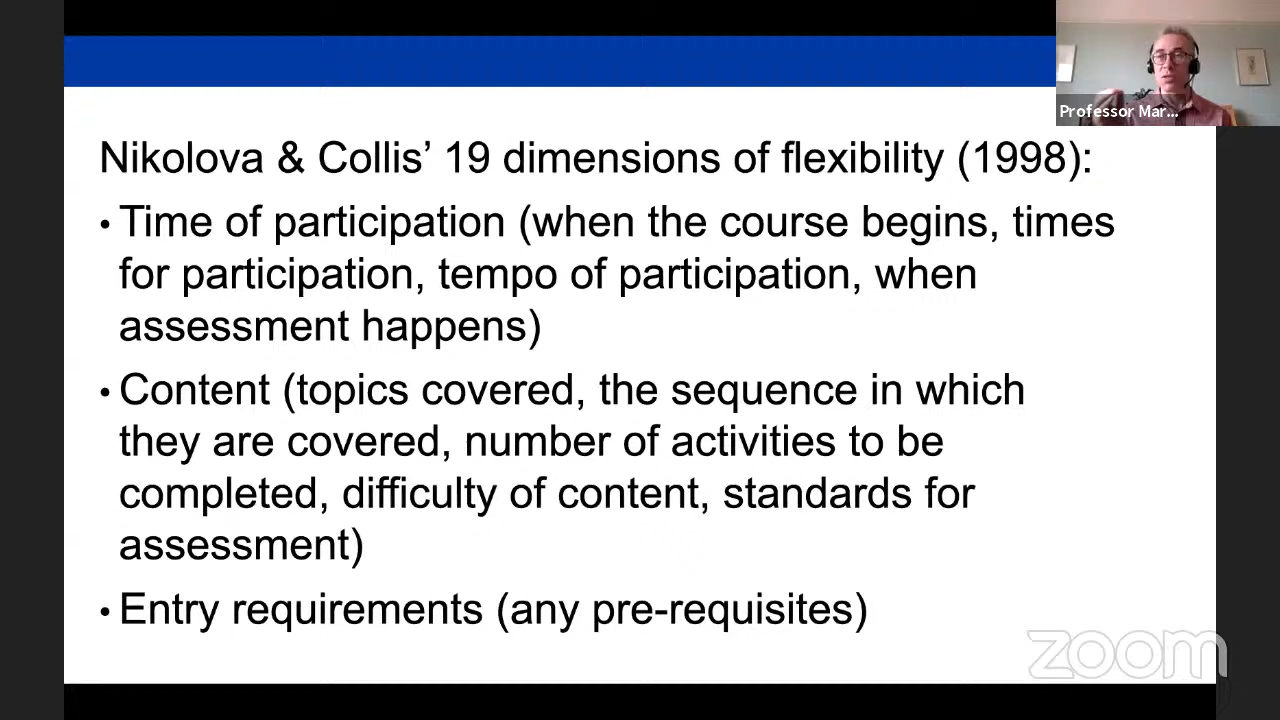 Professor Mar...
Nikolova & Collis’ 19 dimensions of flexibility (1998):
• Time of participation (when the course begins, times
for participation, tempo of participation, when
assessment happens)
• Content (topics covered, the sequence in which
they are covered, number of activities to be
completed, difficulty of content, standards for
assessment)
• Entry requirements (any pre-requisites)
zoom